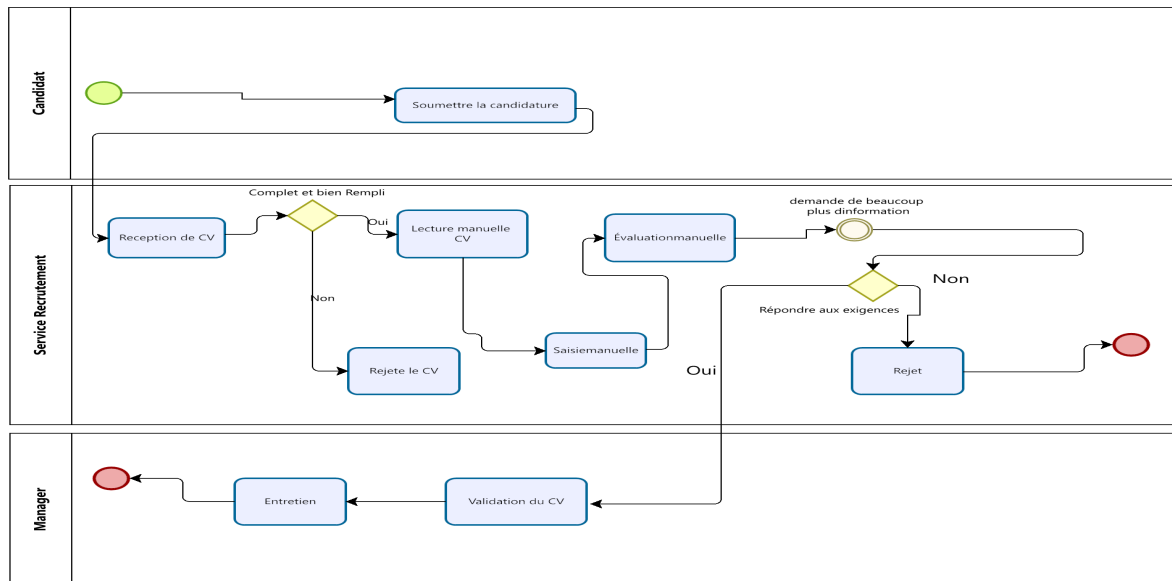 Candidat
Soumettre la candidature
Service Recrutement
Complet et bien Rempli
Reception de CV
Oui
Non
Lecture manuelle
CV
Rejete le CV
Saisiemanuelle
Évaluationmanuelle
demande de beaucoup
plus dinformation
Non
Répondre aux exigences
Oui
Rejet
Manager
Entretien
Validation du CV